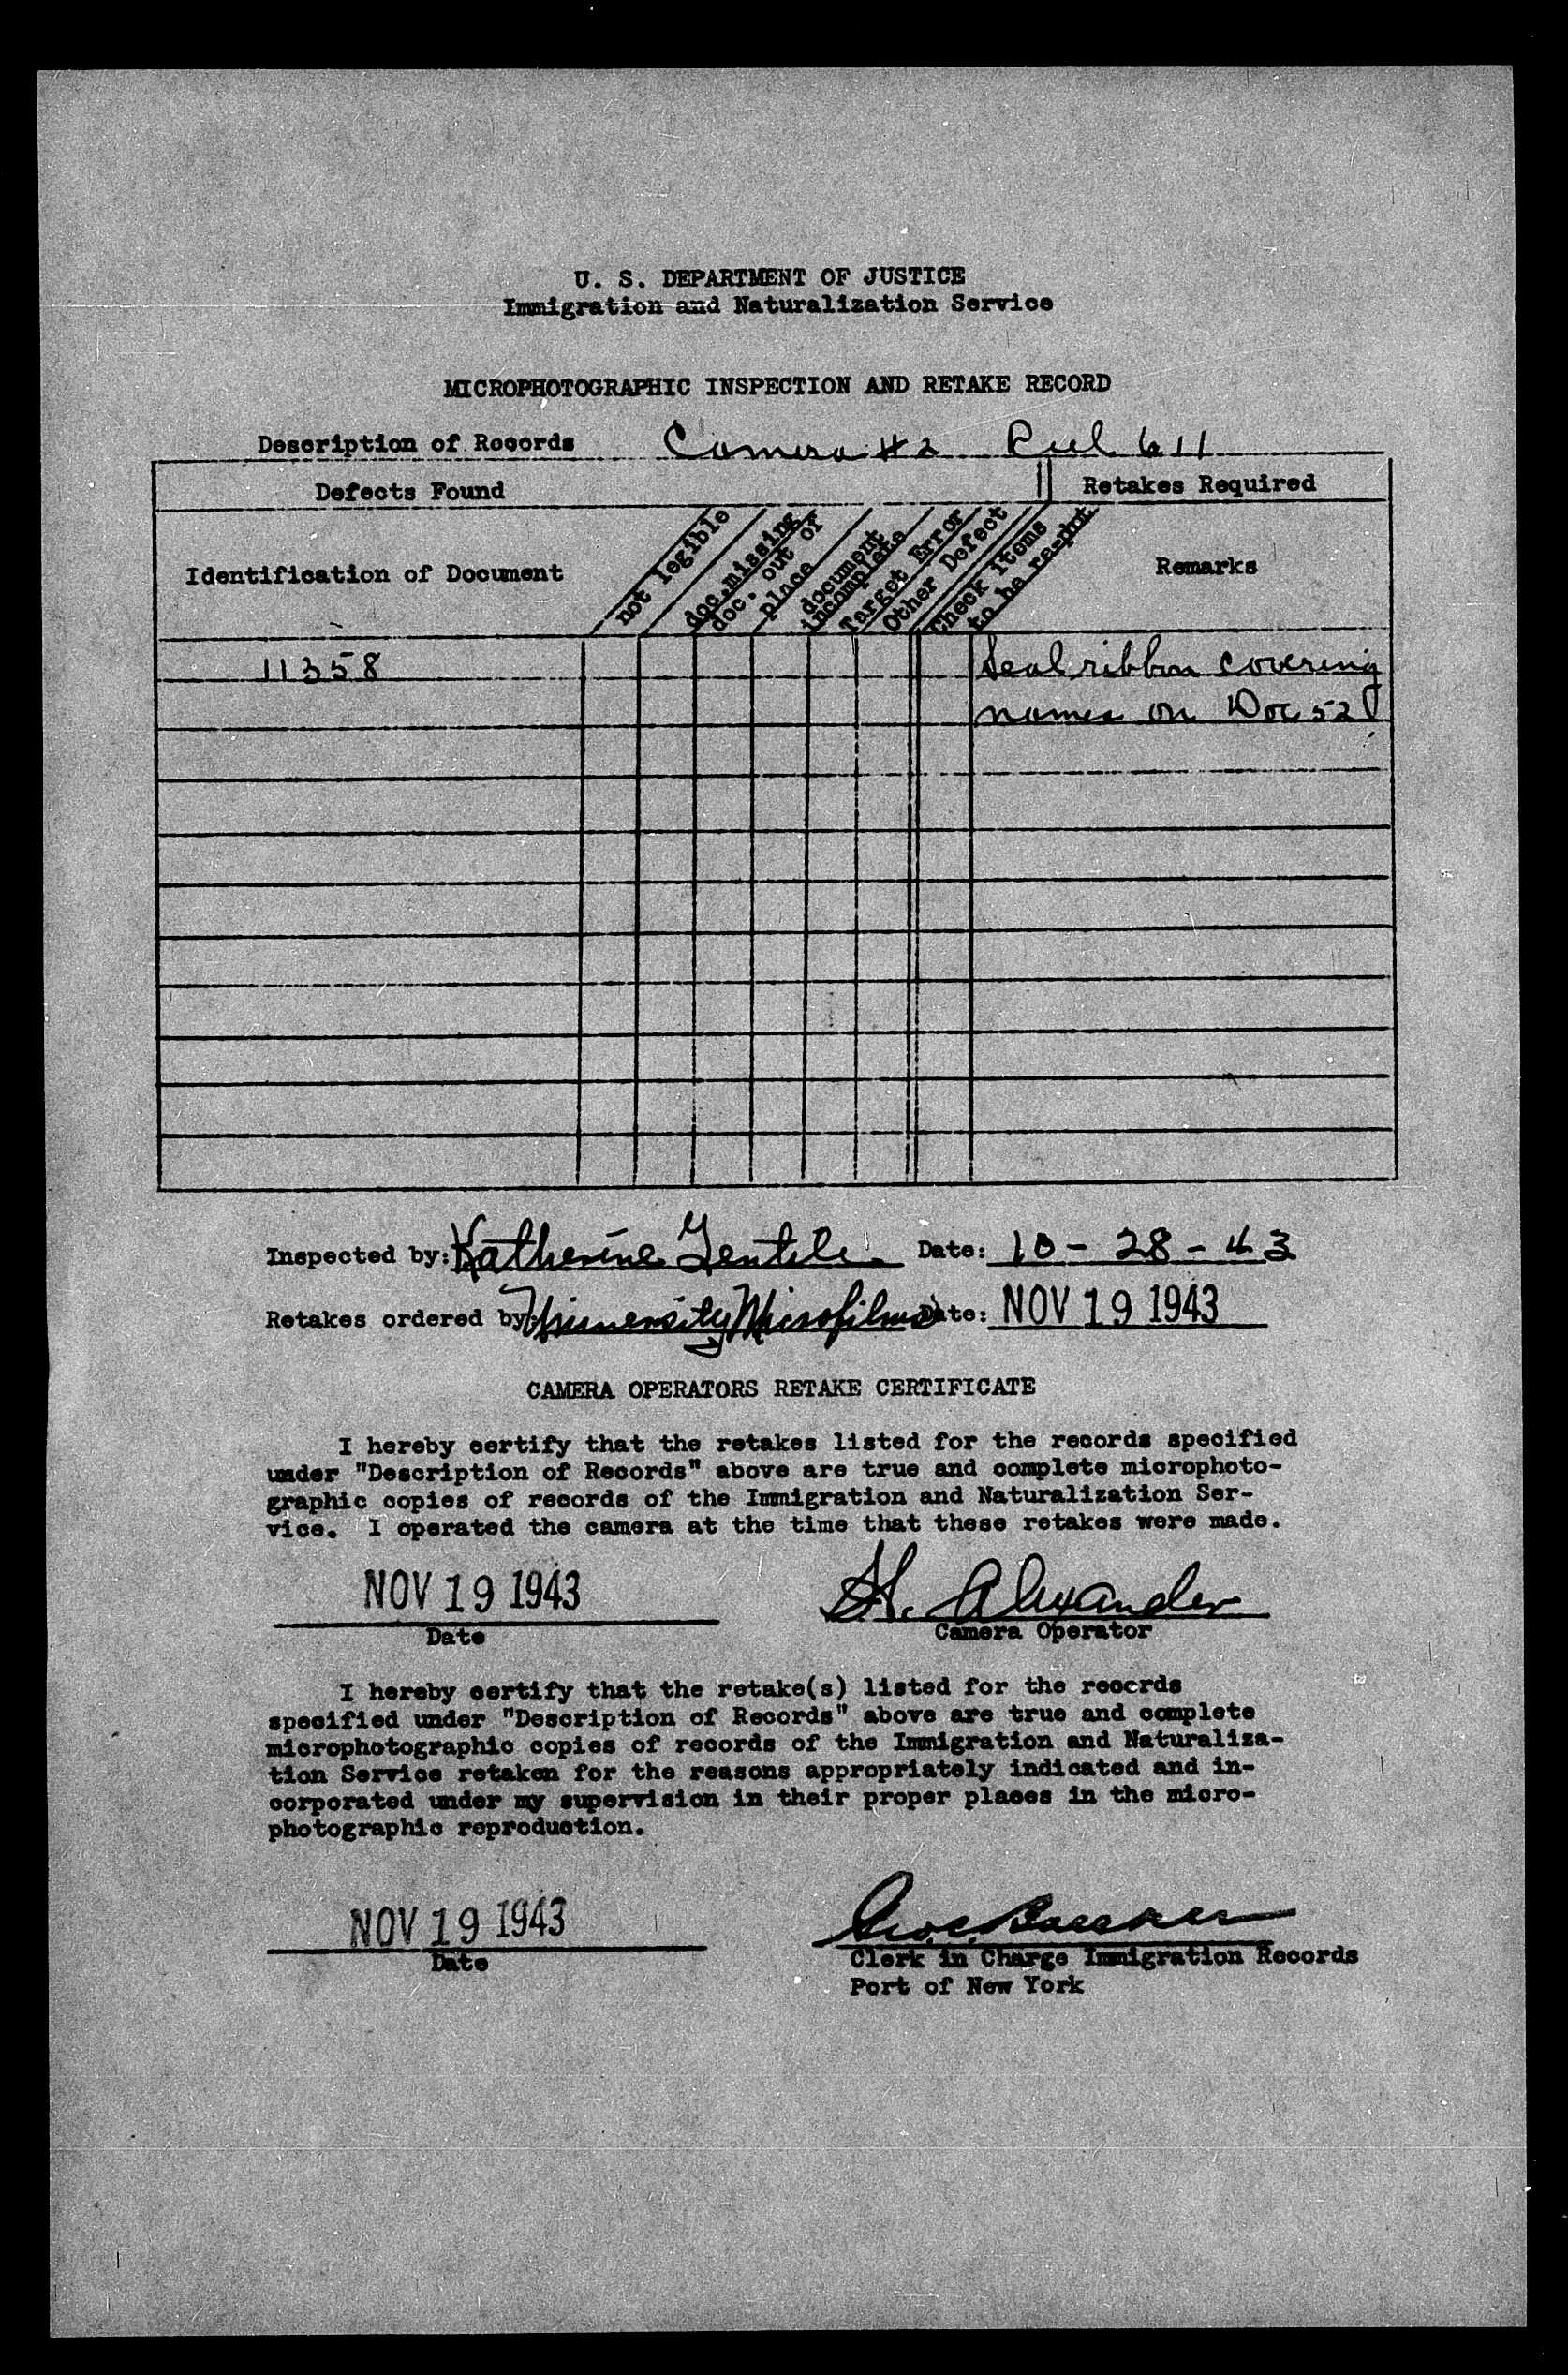 U. S. DEPARTMENT OF JUSTICE
Immigration and Naturalization Service
MICROPHOTOGRAPHIC INSPECTION AND RETAKE RECORD
Description of Records Camera #2 Reel 611
Defects Found
Retakes Required
Identification of Document
not legible
doc.missing
doc. out of
place
document
incomplete
Target Error
Other Defect
Check items
to be re-phot
Remarks
11358
Seal ribbon covering
names on Doc 52
Inspected by: Katherine Gentile Date: 10-28-43
Retakes ordered by: University Microfilms Date: NOV 19 1943
CAMERA OPERATORS RETAKE CERTIFICATE
I hereby certify that the retakes listed for the records specified
under "Description of Records" above are true and complete microphoto-
graphic copies of records of the Immigration and Naturalization Ser-
vice. I operated the camera at the time that these retakes were made.
NOV 19 1943
Date
H. Alexander
Camera Operator
I hereby certify that the retake(s) listed for the reocrds
specified under "Description of Records" above are true and complete
microphotographic copies of records of the Immigration and Naturaliza-
tion Service retaken for the reasons appropriately indicated and in-
corporated under my supervision in their proper places in the micro-
photographic reproduction.
NOV 19 1943
Date
Clerk in Charge Immigration Records
Port of New York